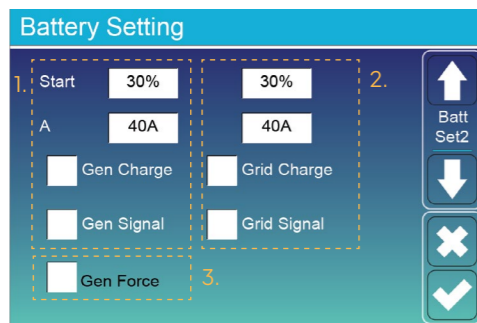 Battery Setting
1. Start 30% 30% 2.
A 40A 40A
Batt
Set2
Gen Charge Grid Charge
Gen Signal Grid Signal
Gen Force 3.